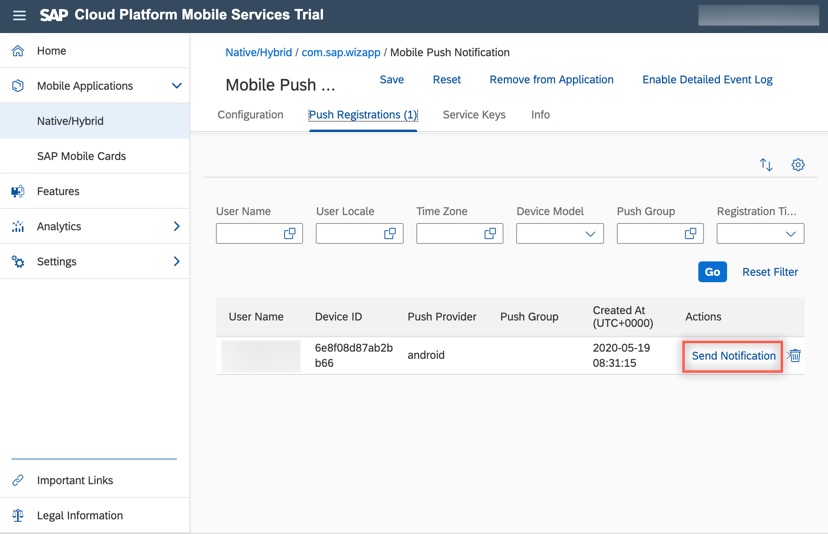 SAP Cloud Platform Mobile Services Trial
Home
Mobile Applications
Native/Hybrid
SAP Mobile Cards
Features
Analytics
Settings
Important Links
Legal Information
Native/Hybrid / com.sap.wizapp / Mobile Push Notification
Mobile Push ... Save Reset Remove from Application Enable Detailed Event Log
Configuration Push Registrations (1) Service Keys Info
User Name User Locale Time Zone Device Model Push Group Registration Ti...
Go Reset Filter
User Name Device ID Push Provider Push Group Created At (UTC+0000) Actions
6e8f08d87ab2b
b66
android
2020-05-19
08:31:15
Send Notification